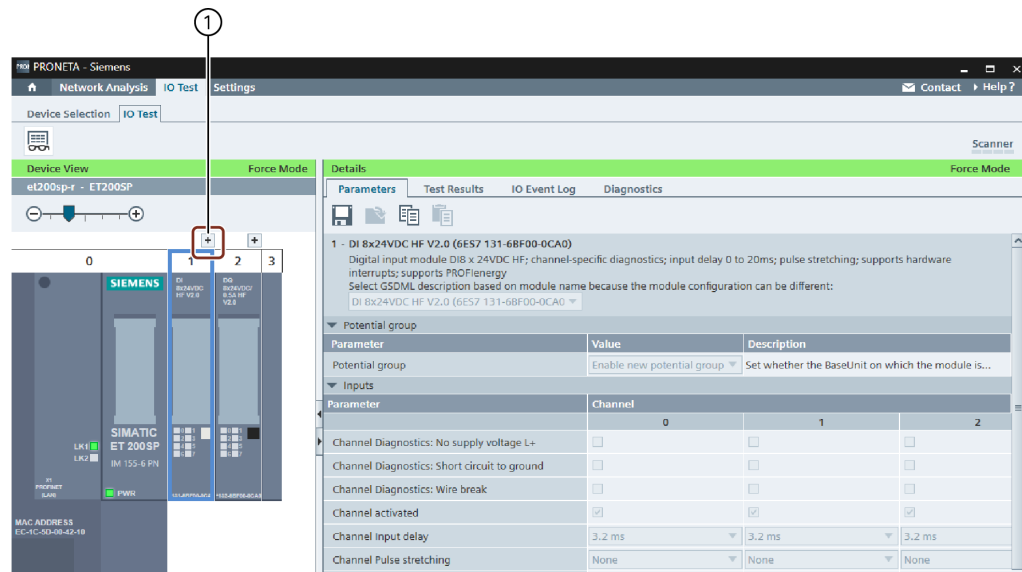 1
PRONETA - Siemens
Network Analysis IO Test Settings Contact Help ?
Device Selection IO Test
Scanner
Device View Force Mode
et200sp-r - ET200SP
0 1 2 3
SIEMENS
DI 8x24VDC HF V2.0
DQ 8x24VDC/ 0.5A HF V2.0
SIMATIC
ET 200SP
LK1
LK2
IM 155-6 PN
X1
PROFINET
(LAN)
PWR
MAC ADDRESS
EC-1C-5D-00-42-10
Details Force Mode
Parameters Test Results IO Event Log Diagnostics
1 - DI 8x24VDC HF V2.0 (6ES7 131-6BF00-0CA0)
Digital input module DI8 x 24VDC HF; channel-specific diagnostics; input delay 0 to 20ms; pulse stretching; supports hardware
interrupts; supports PROFIenergy
Select GSDML description based on module name because the module configuration can be different:
DI 8x24VDC HF V2.0 (6ES7 131-6BF00-0CA0
Potential group
Parameter Value Description
Potential group Enable new potential group Set whether the BaseUnit on which the module is...
Inputs
Parameter Channel
0 1 2
Channel Diagnostics: No supply voltage L+
Channel Diagnostics: Short circuit to ground
Channel Diagnostics: Wire break
Channel activated
Channel Input delay 3.2 ms 3.2 ms 3.2 ms
Channel Pulse stretching None None None